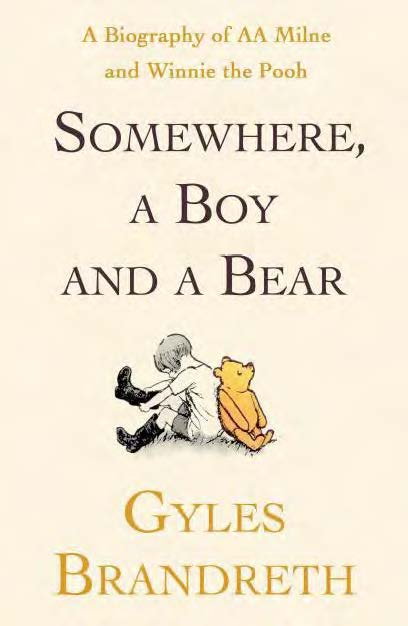 A Biography of AA Milne
and Winnie the Pooh
SOMEWHERE,
A BOY
AND A BEAR
GYLES
BRANDRETH